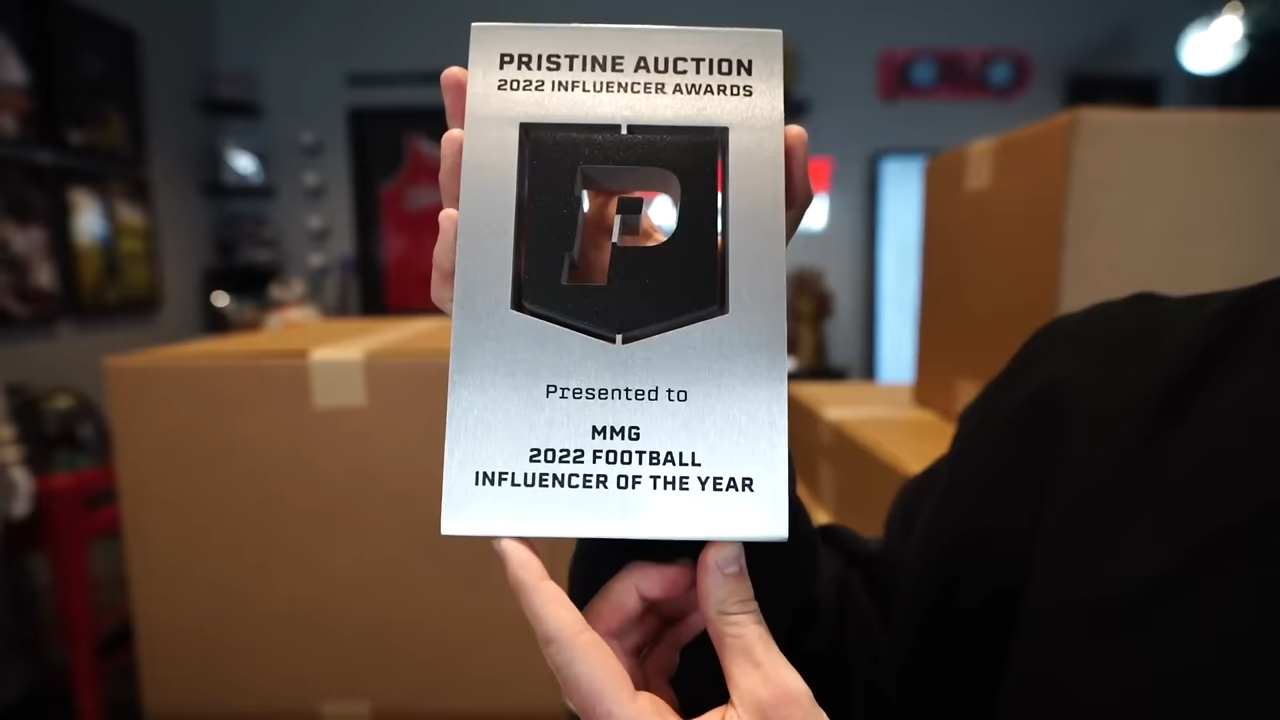 PRISTINE AUCTION
2022 INFLUENCER AWARDS
P
Presented to
MMG
2022 FOOTBALL
INFLUENCER OF THE YEAR